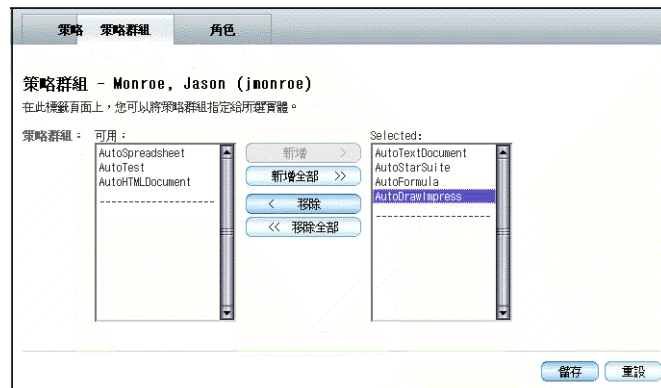 策略 策略群組 角色
策略群組 - Monroe, Jason (jmonroe)
在此標籤頁面上，您可以將策略群組指定給所選實體。
策略群組： 可用： Selected:
AutoSpreadsheet
AutoTest
AutoHTMLDocument
--------------------
新增 >
新增全部 >>
< 移除
<< 移除全部
AutoTextDocument
AutoStarSuite
AutoFormula
AutoDrawImpress
--------------------
儲存 重設